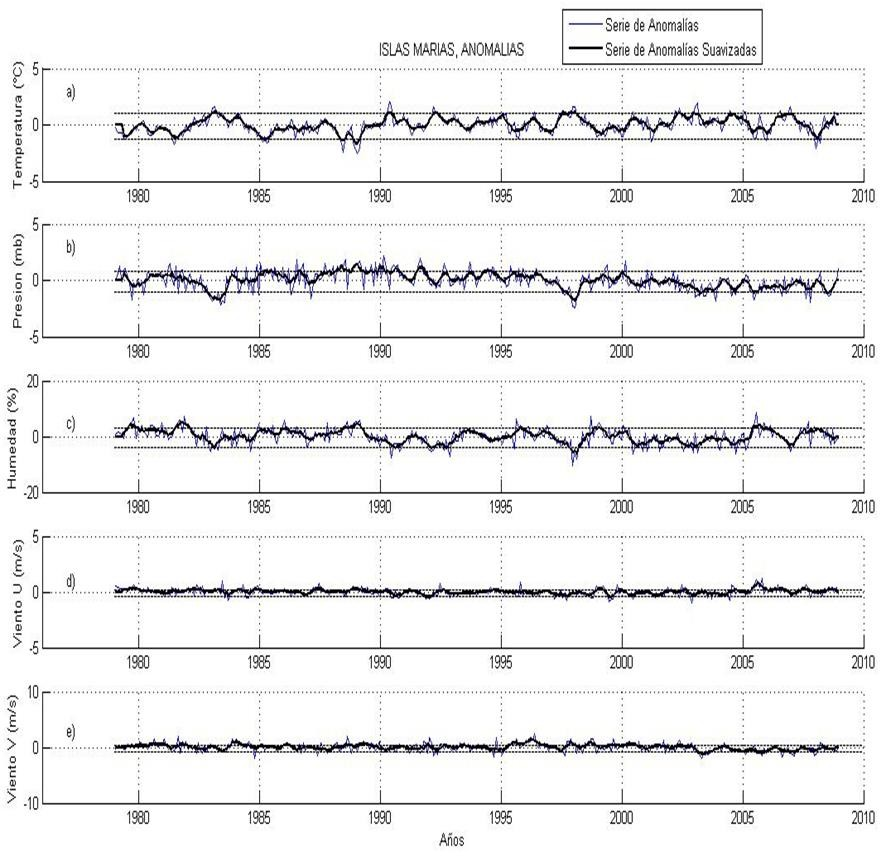 Serie de Anomalías
Serie de Anomalías Suavizadas
ISLAS MARIAS, ANOMALIAS
Temperatura (ºC)
a)
5
0
-5
1980 1985 1990 1995 2000 2005 2010
Presion (mb)
b)
5
0
-5
1980 1985 1990 1995 2000 2005 2010
Humedad (%)
c)
20
0
-20
1980 1985 1990 1995 2000 2005 2010
Viento U (m/s)
d)
5
0
-5
1980 1985 1990 1995 2000 2005 2010
Viento V (m/s)
e)
10
0
-10
1980 1985 1990 1995 2000 2005 2010
Años